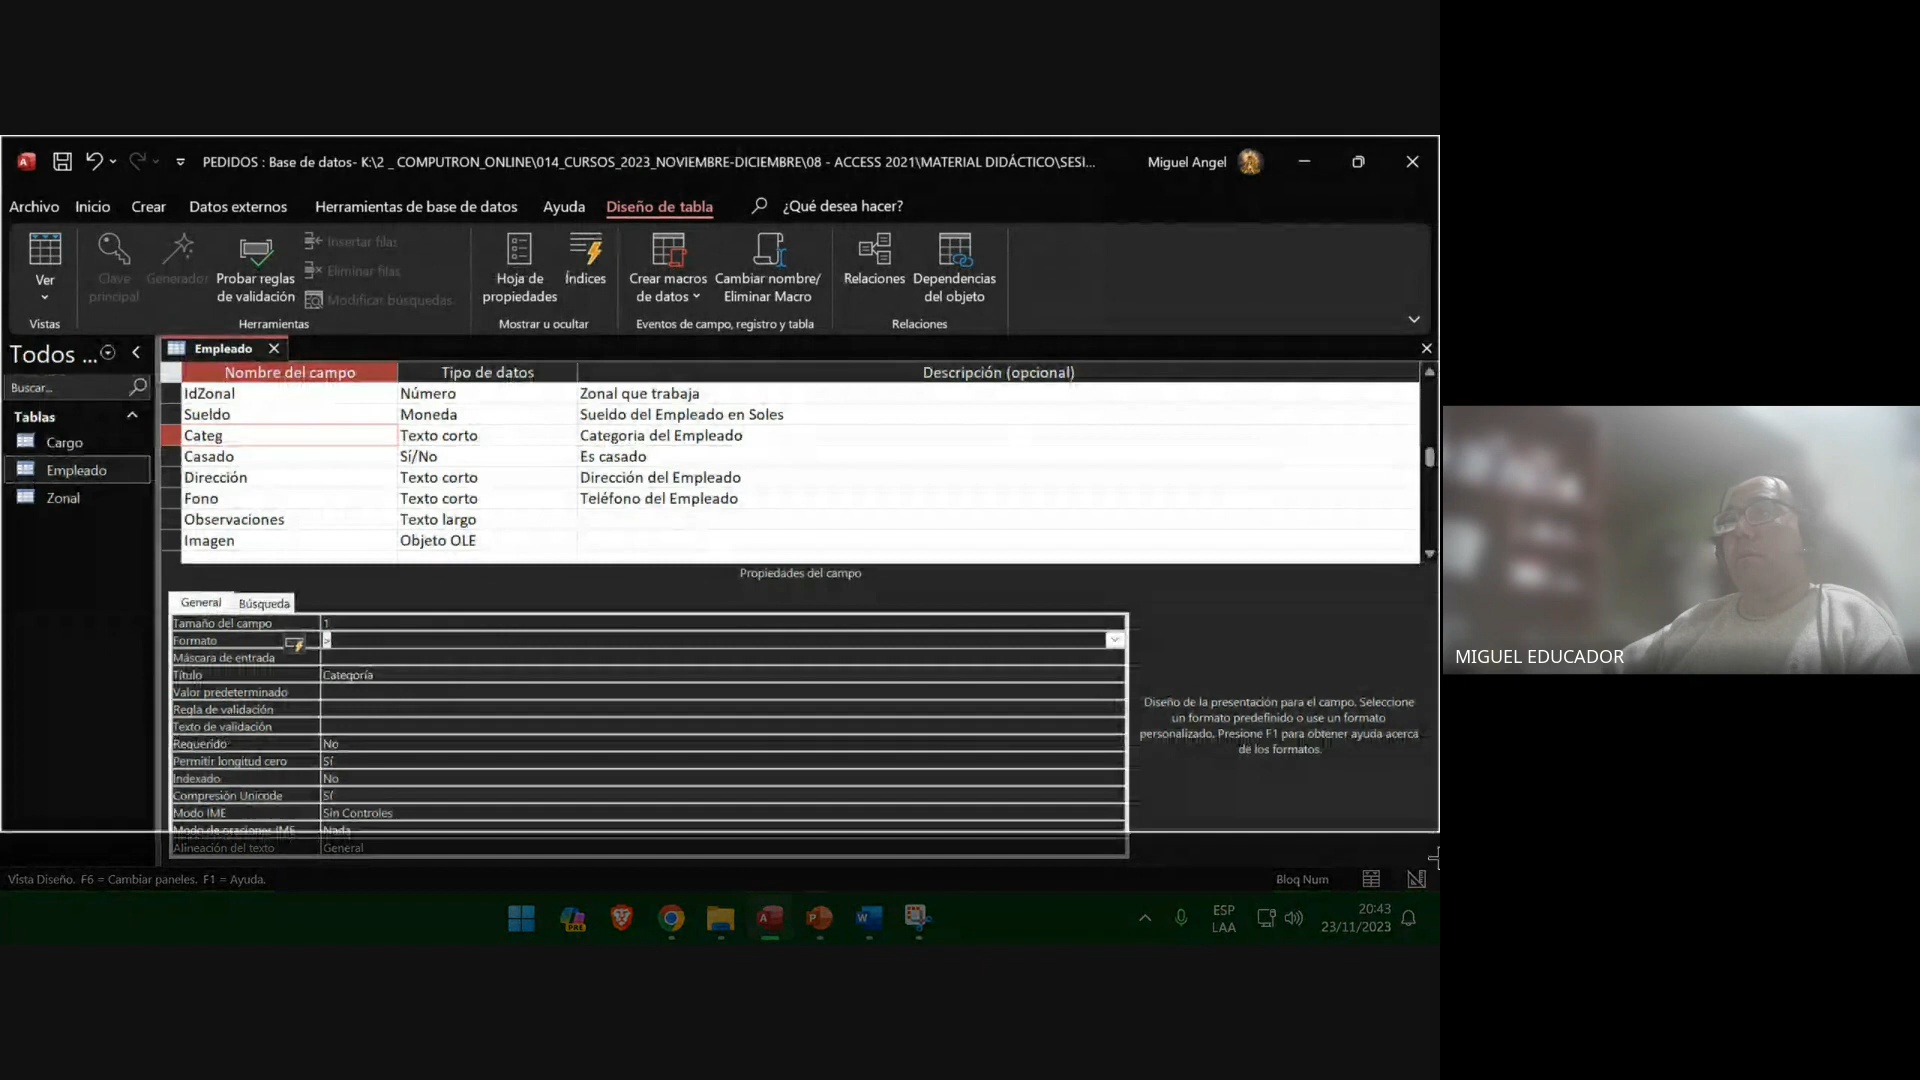 PEDIDOS : Base de datos- K:\2 _ COMPUTRON_ONLINE\014_CURSOS_2023_NOVIEMBRE-DICIEMBRE\08 - ACCESS 2021\MATERIAL DIDÁCTICO\SESI...
Miguel Angel
Archivo Inicio Crear Datos externos Herramientas de base de datos Ayuda Diseño de tabla ¿Qué desea hacer?
Ver
Clave principal
Generador
Probar reglas de validación
Insertar filas
Eliminar filas
Modificar búsquedas
Hoja de propiedades
Índices
Crear macros de datos
Cambiar nombre/ Eliminar Macro
Relaciones
Dependencias del objeto
Vistas
Herramientas
Mostrar u ocultar
Eventos de campo, registro y tabla
Relaciones
Todos ...
Buscar...
Tablas
Cargo
Empleado
Zonal
Empleado
Nombre del campo Tipo de datos Descripción (opcional)
IdZonal Número Zonal que trabaja
Sueldo Moneda Sueldo del Empleado en Soles
Categ Texto corto Categoria del Empleado
Casado Sí/No Es casado
Dirección Texto corto Dirección del Empleado
Fono Texto corto Teléfono del Empleado
Observaciones Texto largo
Imagen Objeto OLE
Propiedades del campo
General Búsqueda
Tamaño del campo 1
Formato >
Máscara de entrada
Título Categoría
Valor predeterminado
Regla de validación
Texto de validación
Requerido No
Permitir longitud cero Sí
Indexado No
Compresión Unicode Sí
Modo IME Sin Controles
Modo de oraciones IME Nada
Alineación del texto General
Diseño de la presentación para el campo. Seleccione
un formato predefinido o use un formato
personalizado. Presione F1 para obtener ayuda acerca
de los formatos.
MIGUEL EDUCADOR
Vista Diseño. F6 = Cambiar paneles. F1 = Ayuda.
Bloq Num
PRE
ESP
LAA
20:43
23/11/2023